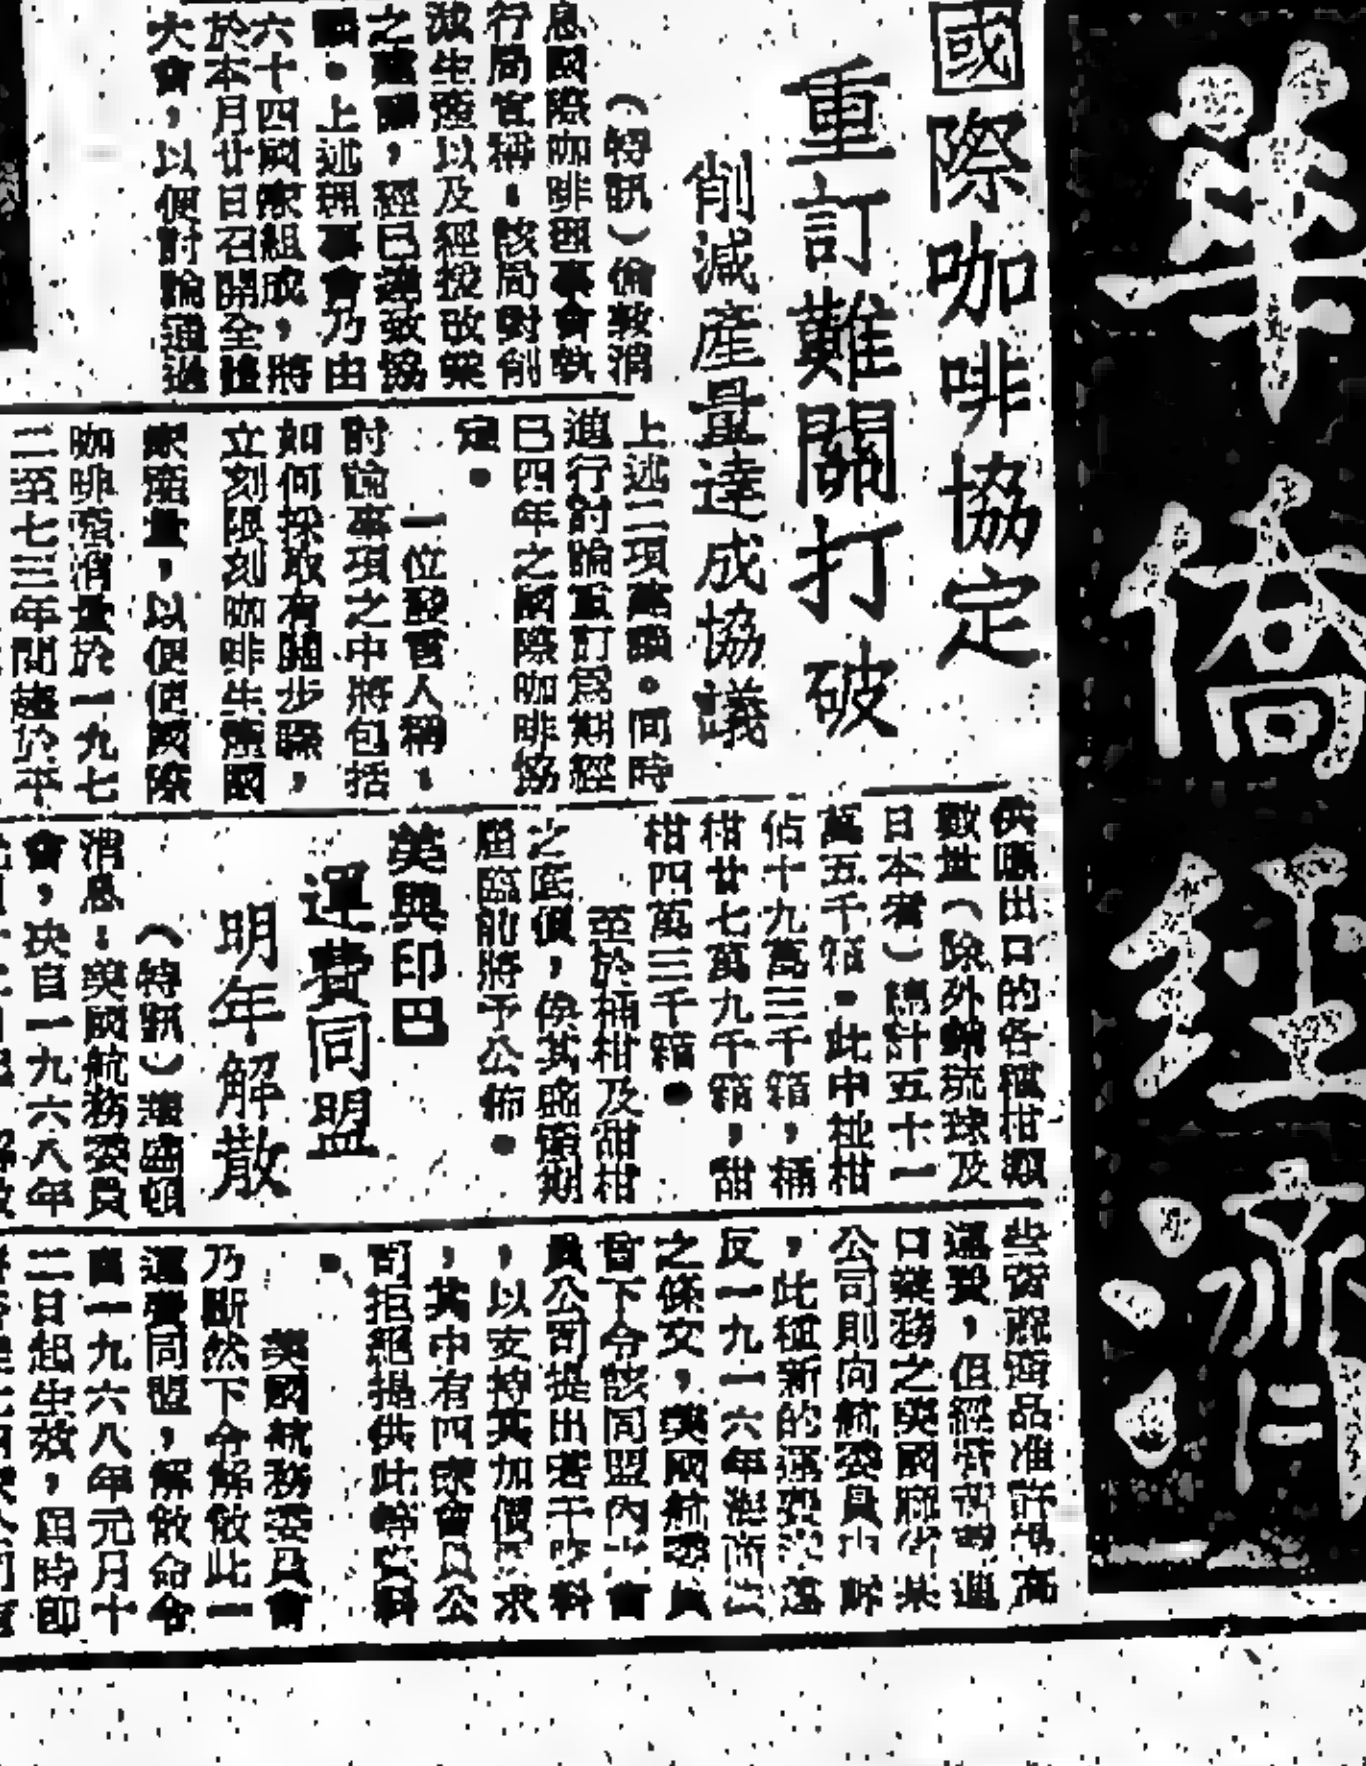 華僑經濟
國際咖啡協定
重訂難關打破
削減産量達成協議
（特訊）倫敦消
息國際咖啡理事會執
行局宣稱：該局對削
減生產以及經援改業
之建議，經已達致協
議。上述理事會乃由
六十四國家組成，將
於本月廿日召開全體
大會，以便討論通過
上述二項建議。同時
進行討論重訂爲期經
已四年之國際咖啡協
定。
一位發言人稱：
討論事項之中將包括
如何採取有關步驟，
立刻限制咖啡生產國
家產量，以便使國際
咖啡產消量於一九七
二至七三年間趨於平
供應出口的各種柑類
數量（除外銷琉球及
日本者）總計五十一
萬五千箱。此中椪柑
佔十九萬三千箱，桶
柑廿七萬九千箱，甜
柑四萬三千箱。
至於桶柑及甜柑
之底價，俟其盛產期
屆臨前將予公佈。
美與印巴
運費同盟
明年解散
（特訊）華盛頓
消息：美國航務委員
會，決自一九六八年
些資源商品准許提高
運費，但經營
口業務之美國
公司則向航委員
，此種新的運費
反一九一六年
之條文，美國航委員
曾下令該同盟內
員公司提出若干資料
，以支持其加價要求
，其中有四家會員公
司拒絕提供此等資料
。
美國航務委員會
乃斷然下令解散此一
運費同盟，解散命令
自一九六八年元月十
二日起生效，屆時即